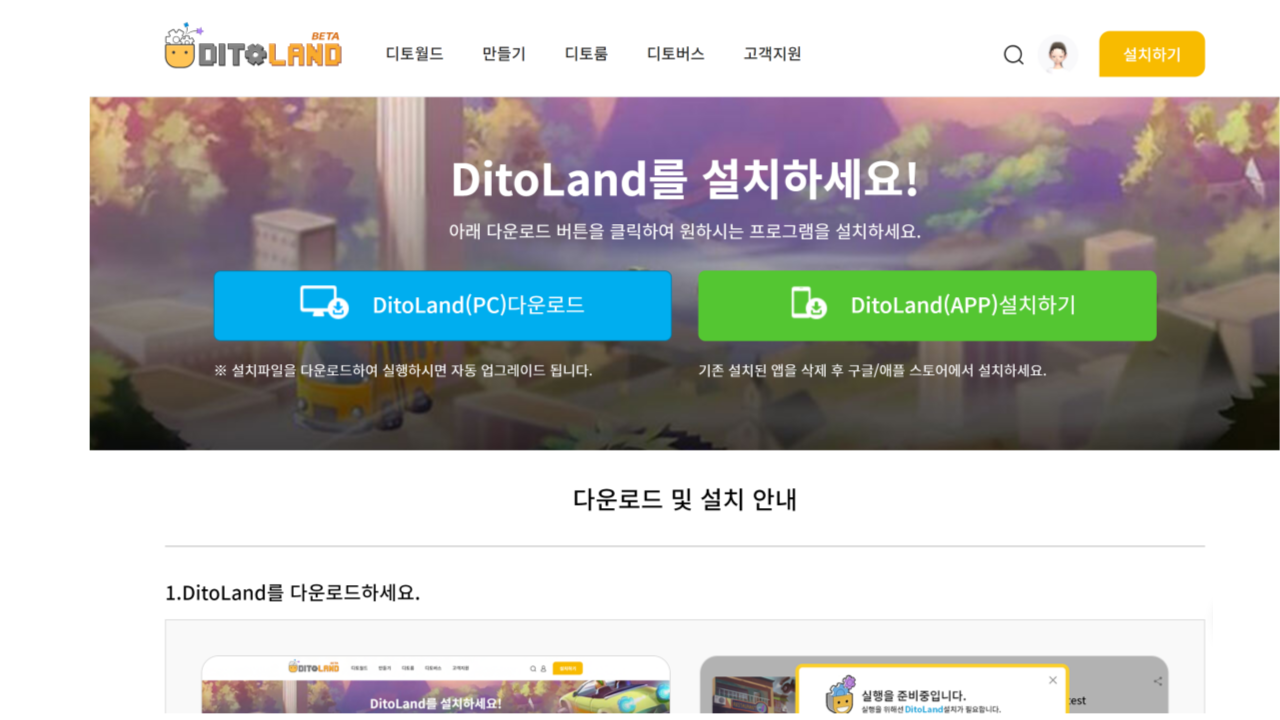 BETA
DITOLAND
디토월드 만들기 디토룸 디토버스 고객지원 설치하기
DitoLand를 설치하세요!
아래 다운로드 버튼을 클릭하여 원하시는 프로그램을 설치하세요.
DitoLand(PC)다운로드
DitoLand(APP)설치하기
※ 설치파일을 다운로드하여 실행하시면 자동 업그레이드 됩니다.
기존 설치된 앱을 삭제 후 구글/애플 스토어에서 설치하세요.
다운로드 및 설치 안내
1.DitoLand를 다운로드하세요.
DITOLAND 디토월드 만들기 디토룸 디토버스 고객지원 설치하기
DitoLand를 설치하세요!
실행을 준비중입니다.
실행을 위해선 DitoLand설치가 필요합니다.
test